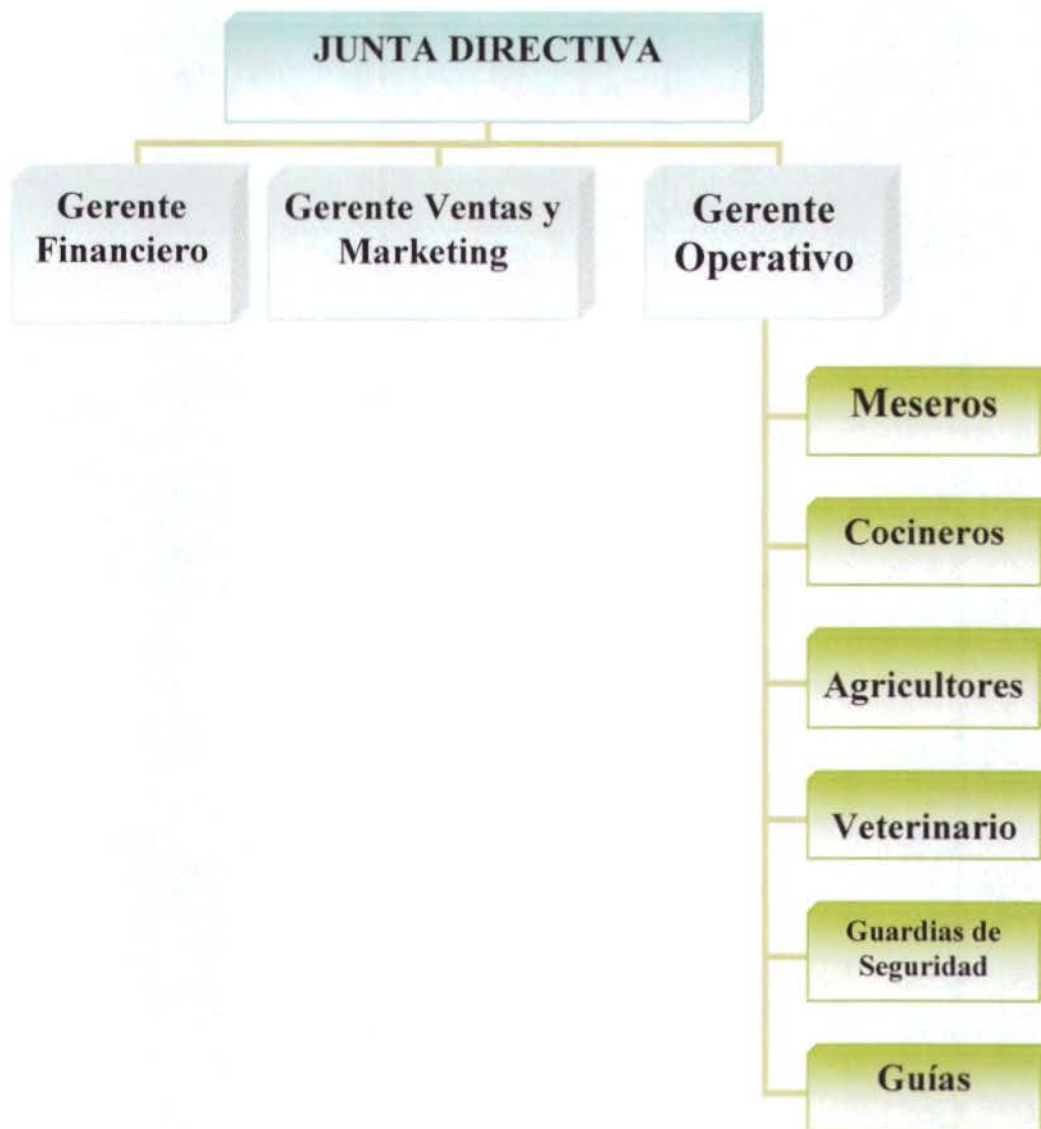 JUNTA DIRECTIVA
Gerente
Financiero
Gerente Ventas y
Marketing
Gerente
Operativo
Meseros
Cocineros
Agricultores
Veterinario
Guardias de
Seguridad
Guías